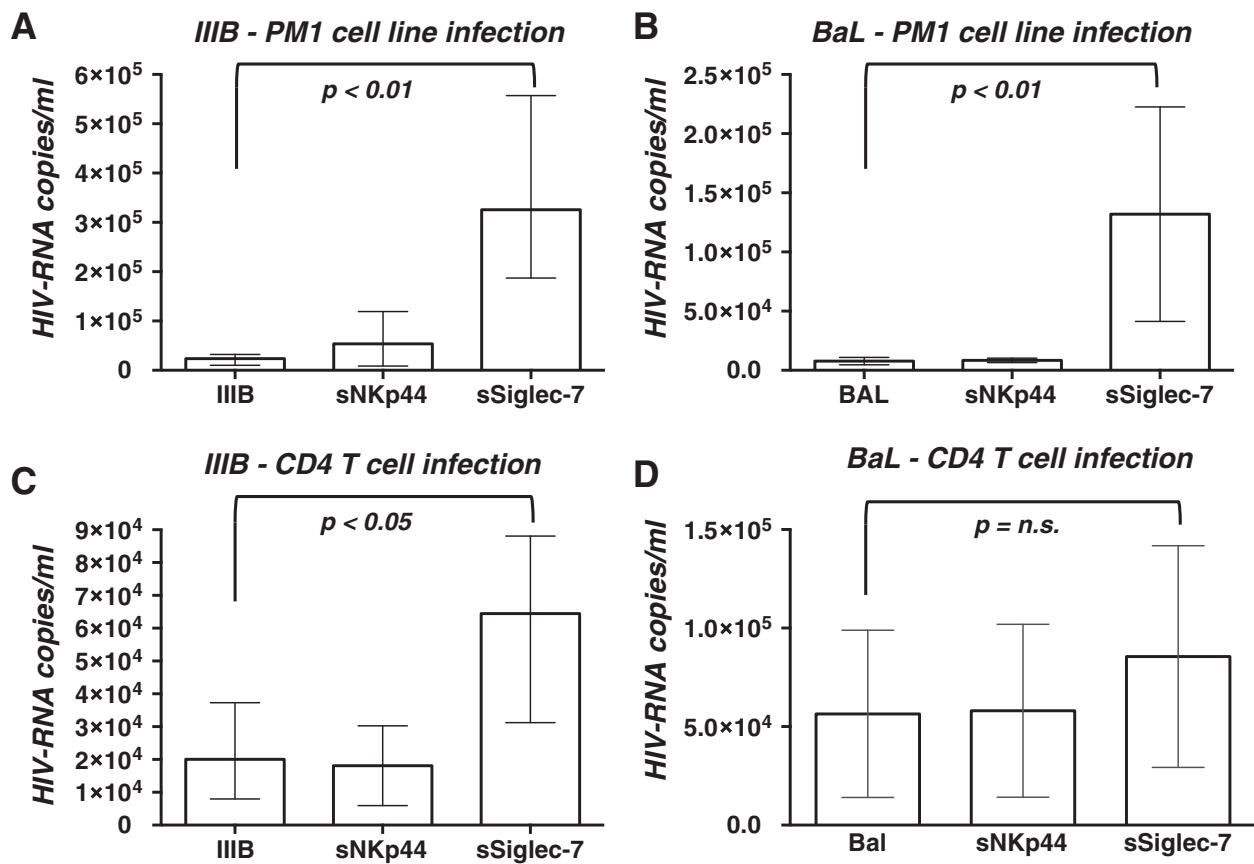 A
IIIB - PM1 cell line infection
HIV-RNA copies/ml
6×10⁵
5×10⁵
4×10⁵
3×10⁵
2×10⁵
1×10⁵
0
p < 0.01
IIIB sNKp44 sSiglec-7
B
BaL - PM1 cell line infection
HIV-RNA copies/ml
2.5×10⁵
2.0×10⁵
1.5×10⁵
1.0×10⁵
5.0×10⁴
0.0
p < 0.01
BAL sNKp44 sSiglec-7
C
IIIB - CD4 T cell infection
HIV-RNA copies/ml
9×10⁴
8×10⁴
7×10⁴
6×10⁴
5×10⁴
4×10⁴
3×10⁴
2×10⁴
1×10⁴
0
p < 0.05
IIIB sNKp44 sSiglec-7
D
BaL - CD4 T cell infection
HIV-RNA copies/ml
1.5×10⁵
1.0×10⁵
5.0×10⁴
0.0
p = n.s.
Bal sNKp44 sSiglec-7